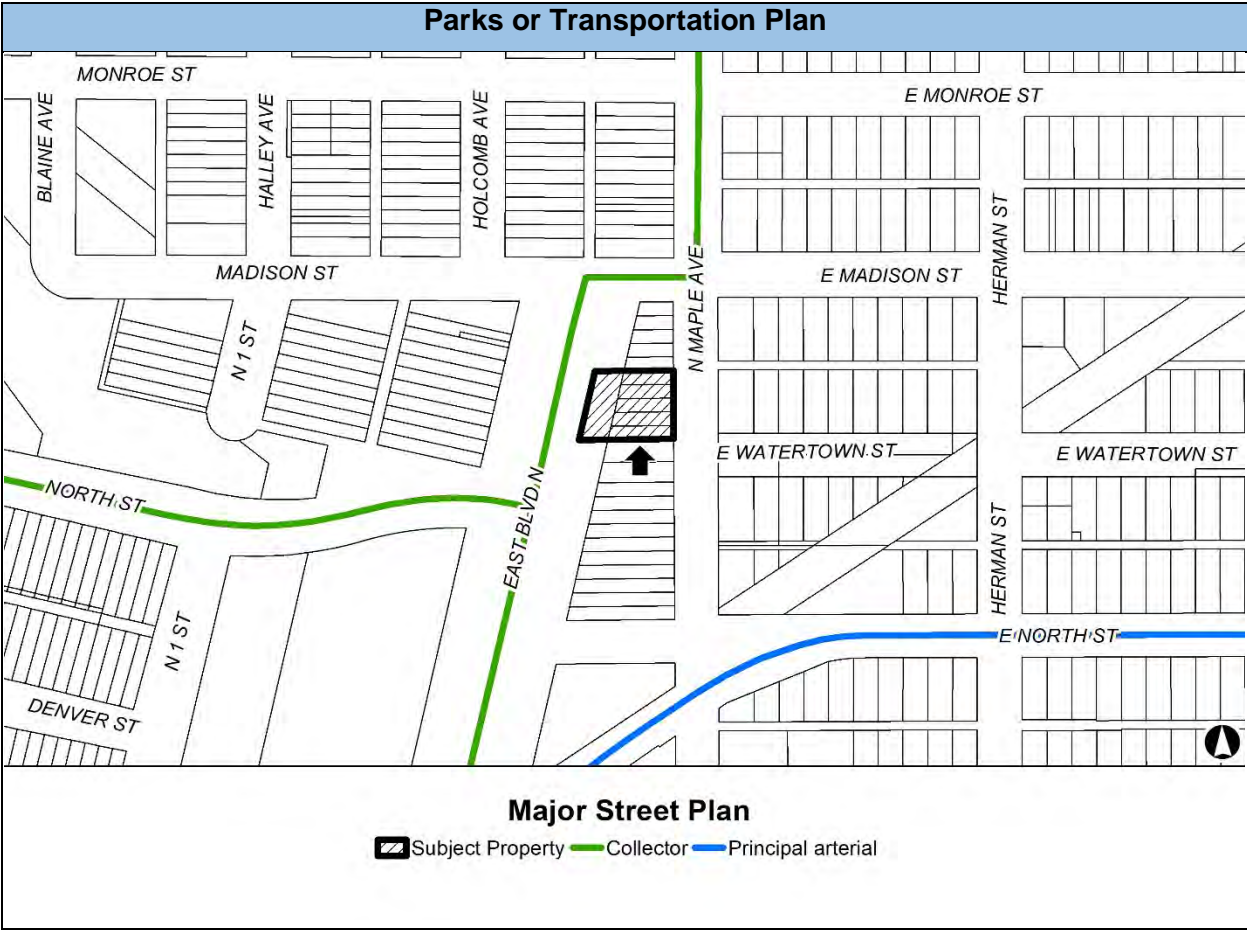 Parks or Transportation Plan
MONROE ST
E MONROE ST
BLAINE AVE
HALLEY AVE
HOLCOMB AVE
HERMAN ST
MADISON ST
N MAPLE AVE
E MADISON ST
N 1 ST
E WATERTOWN ST
E WATERTOWN ST
NORTH ST
EAST BLVD N
HERMAN ST
N 1 ST
E NORTH ST
DENVER ST
Major Street Plan
Subject Property Collector Principal arterial